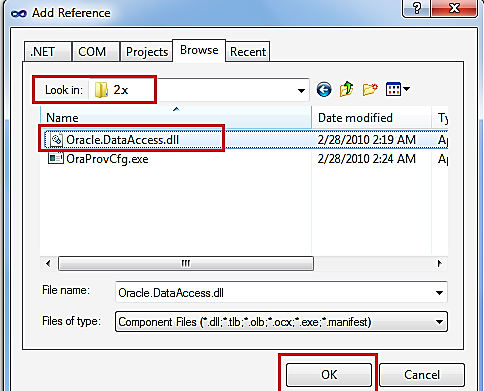 Add Reference
.NET COM Projects Browse Recent
Look in: 2x
Name Date modified Ty
Oracle.DataAccess.dll 2/28/2010 2:19 AM Ap
OraProvCfg.exe 2/28/2010 2:24 AM Ap
File name: Oracle.DataAccess.dll
Files of type: Component Files (*.dll;*.tlb;*.olb;*.ocx;*.exe;*.manifest)
OK Cancel